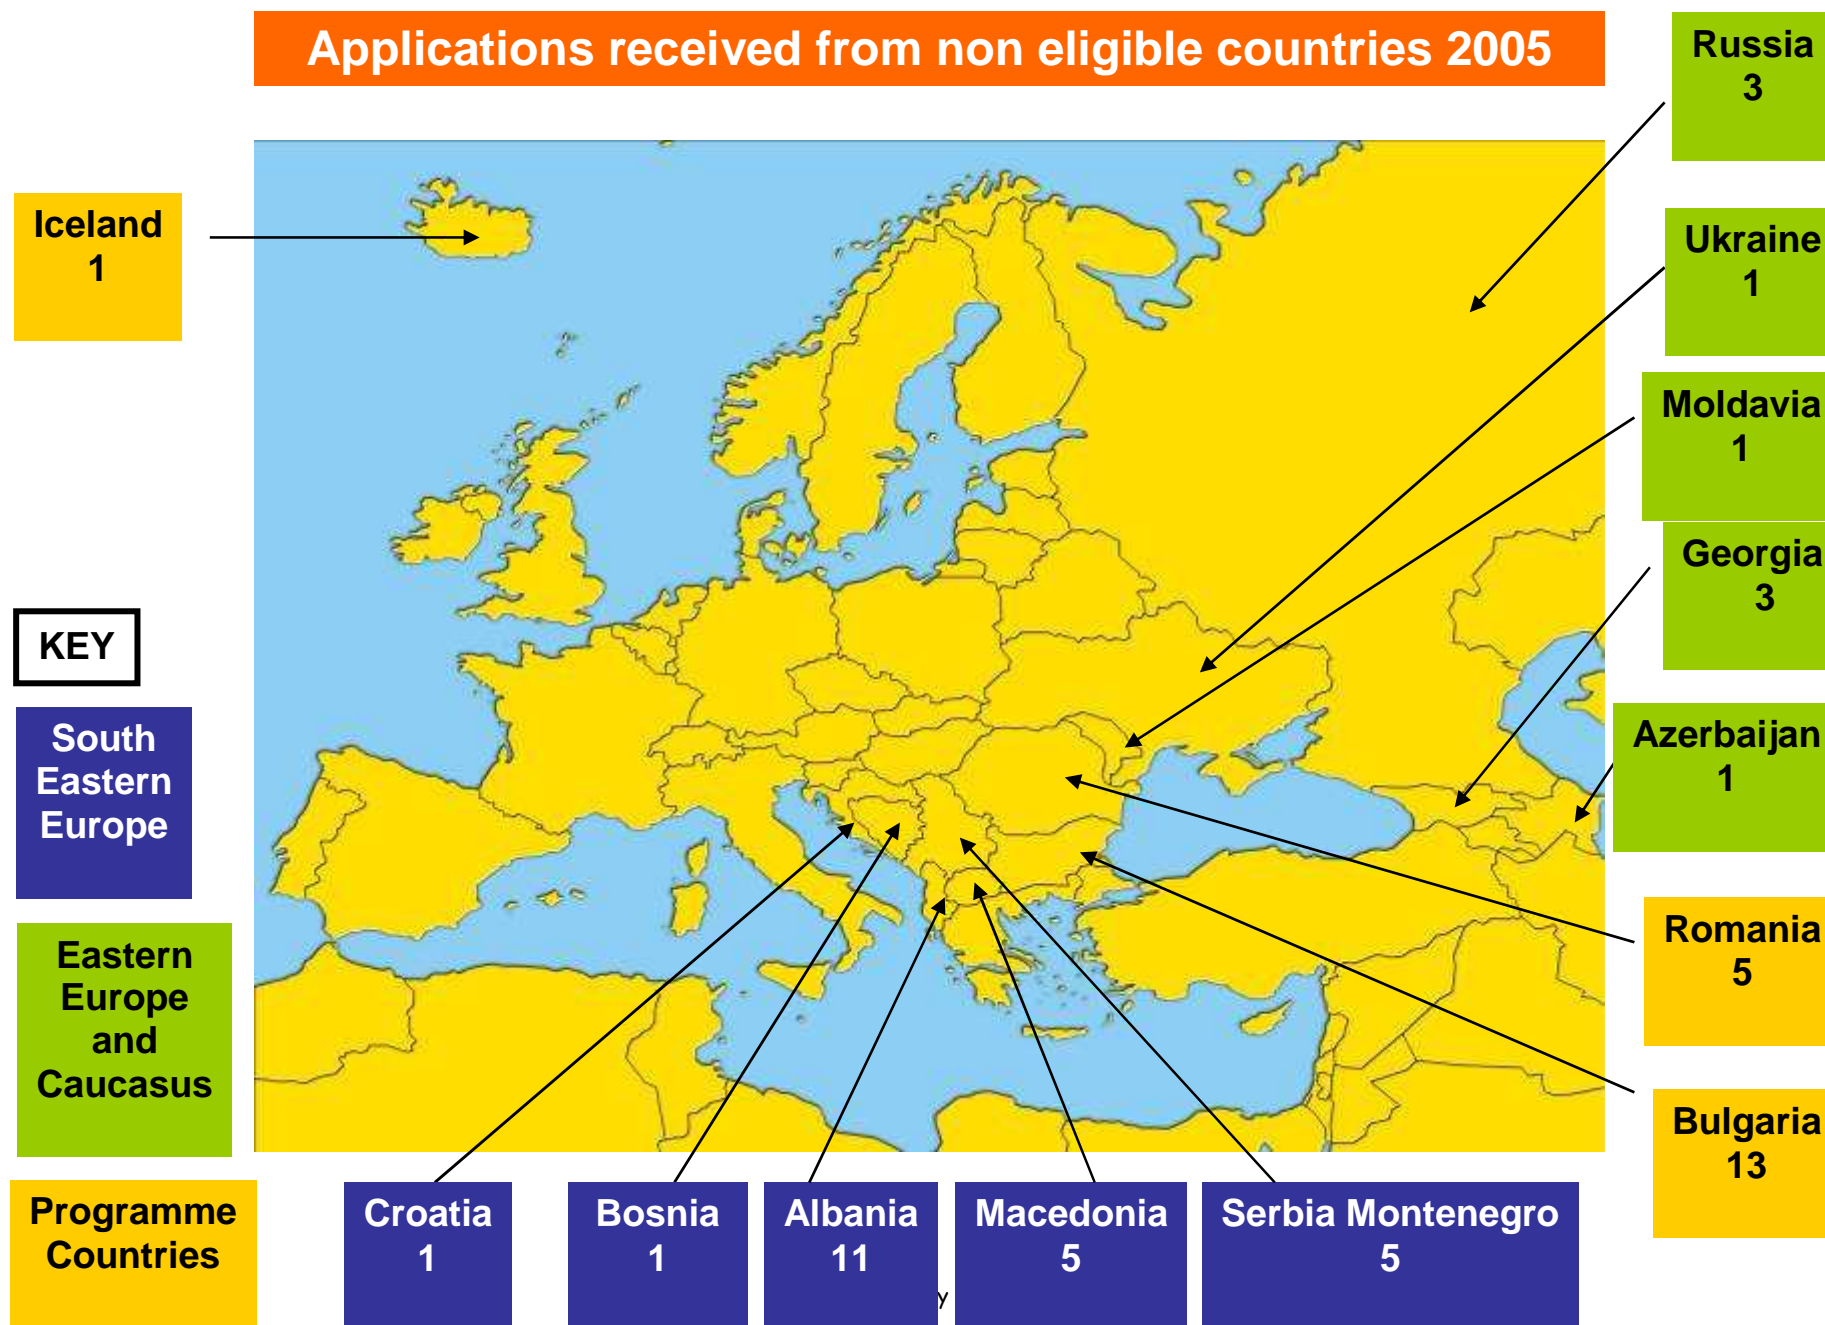 Applications received from non eligible countries 2005
Russia
3
Iceland
1
Ukraine
1
Moldavia
1
Georgia
3
KEY
South
Eastern
Europe
Azerbaijan
1
Eastern
Europe
and
Caucasus
Romania
5
Bulgaria
13
Programme
Countries
Croatia
1
Bosnia
1
Albania
11
Macedonia
5
Serbia Montenegro
5
y